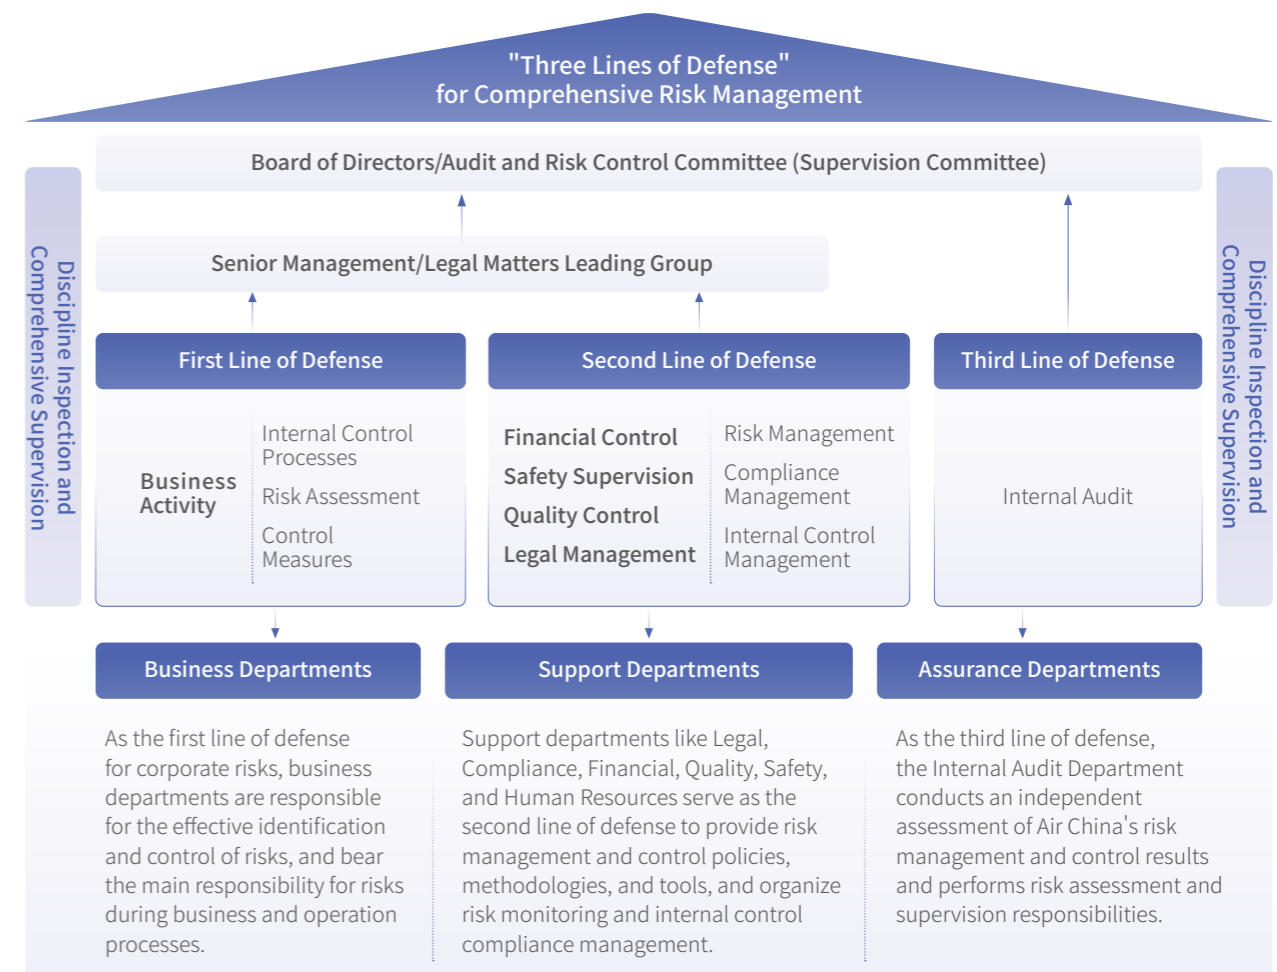 "Three Lines of Defense"
for Comprehensive Risk Management
Board of Directors/Audit and Risk Control Committee (Supervision Committee)
Discipline Inspection and
Comprehensive Supervision
Senior Management/Legal Matters Leading Group
First Line of Defense
Business
Activity
Internal Control
Processes
Risk Assessment
Control
Measures
Second Line of Defense
Financial Control
Safety Supervision
Quality Control
Legal Management
Risk Management
Compliance
Management
Internal Control
Management
Third Line of Defense
Internal Audit
Discipline Inspection and
Comprehensive Supervision
Business Departments
As the first line of defense
for corporate risks, business
departments are responsible
for the effective identification
and control of risks, and bear
the main responsibility for risks
during business and operation
processes.
Support Departments
Support departments like Legal,
Compliance, Financial, Quality, Safety,
and Human Resources serve as the
second line of defense to provide risk
management and control policies,
methodologies, and tools, and organize
risk monitoring and internal control
compliance management.
Assurance Departments
As the third line of defense,
the Internal Audit Department
conducts an independent
assessment of Air China's risk
management and control results
and performs risk assessment and
supervision responsibilities.